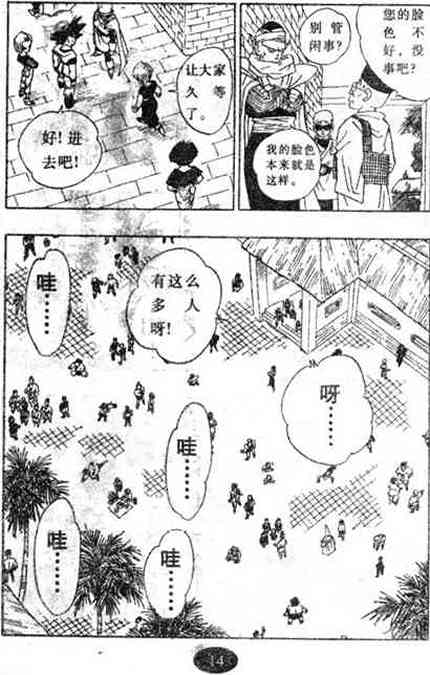 您的脸
色 不
好，没
事吧?
别 管
闲事?
我的脸色
本来就是
这样。
让大家
久 等
了。
好! 进
去吧!
呀……
有这么
多 人
呀!
哇……
哇……
哇……
哇……
14